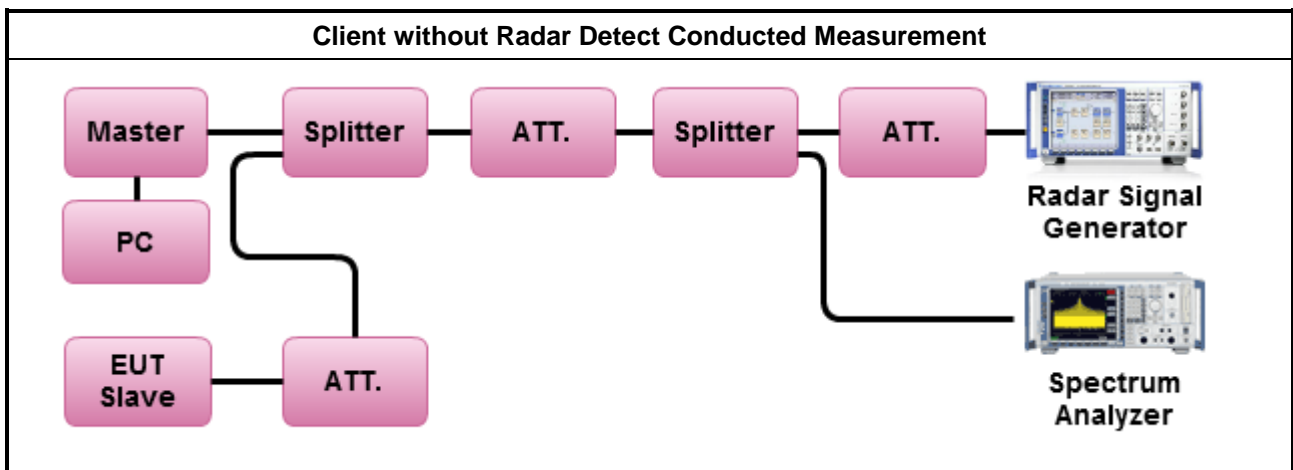 Client without Radar Detect Conducted Measurement
Master
Splitter
ATT.
Splitter
ATT.
Radar Signal
Generator
PC
EUT
Slave
ATT.
Spectrum
Analyzer